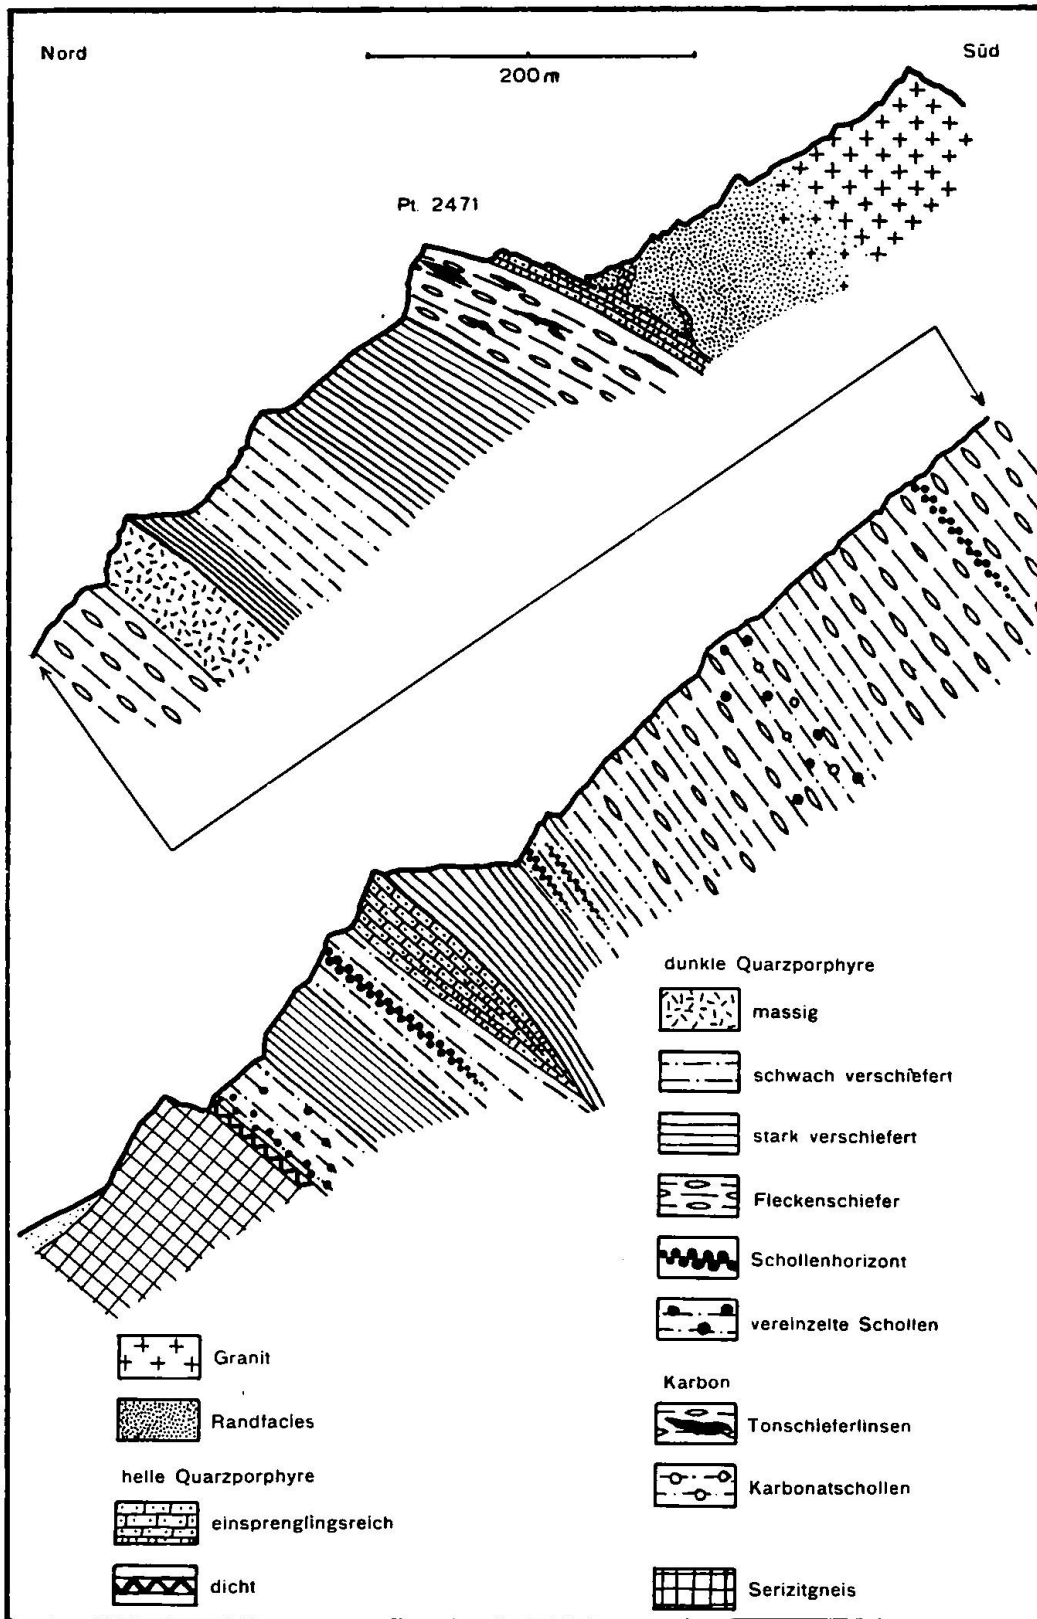 Nord
200m
Süd
Pt. 2471
dunkle Quarzporphyre
massig
schwach verschiefert
stark verschiefert
Fleckenschiefer
Schollenhorizont
vereinzelte Schollen
Karbon
Tonschieferlinsen
Karbonatschollen
Serizitgneis
Granit
Randfacies
helle Quarzporphyre
einsprenglingsreich
dicht